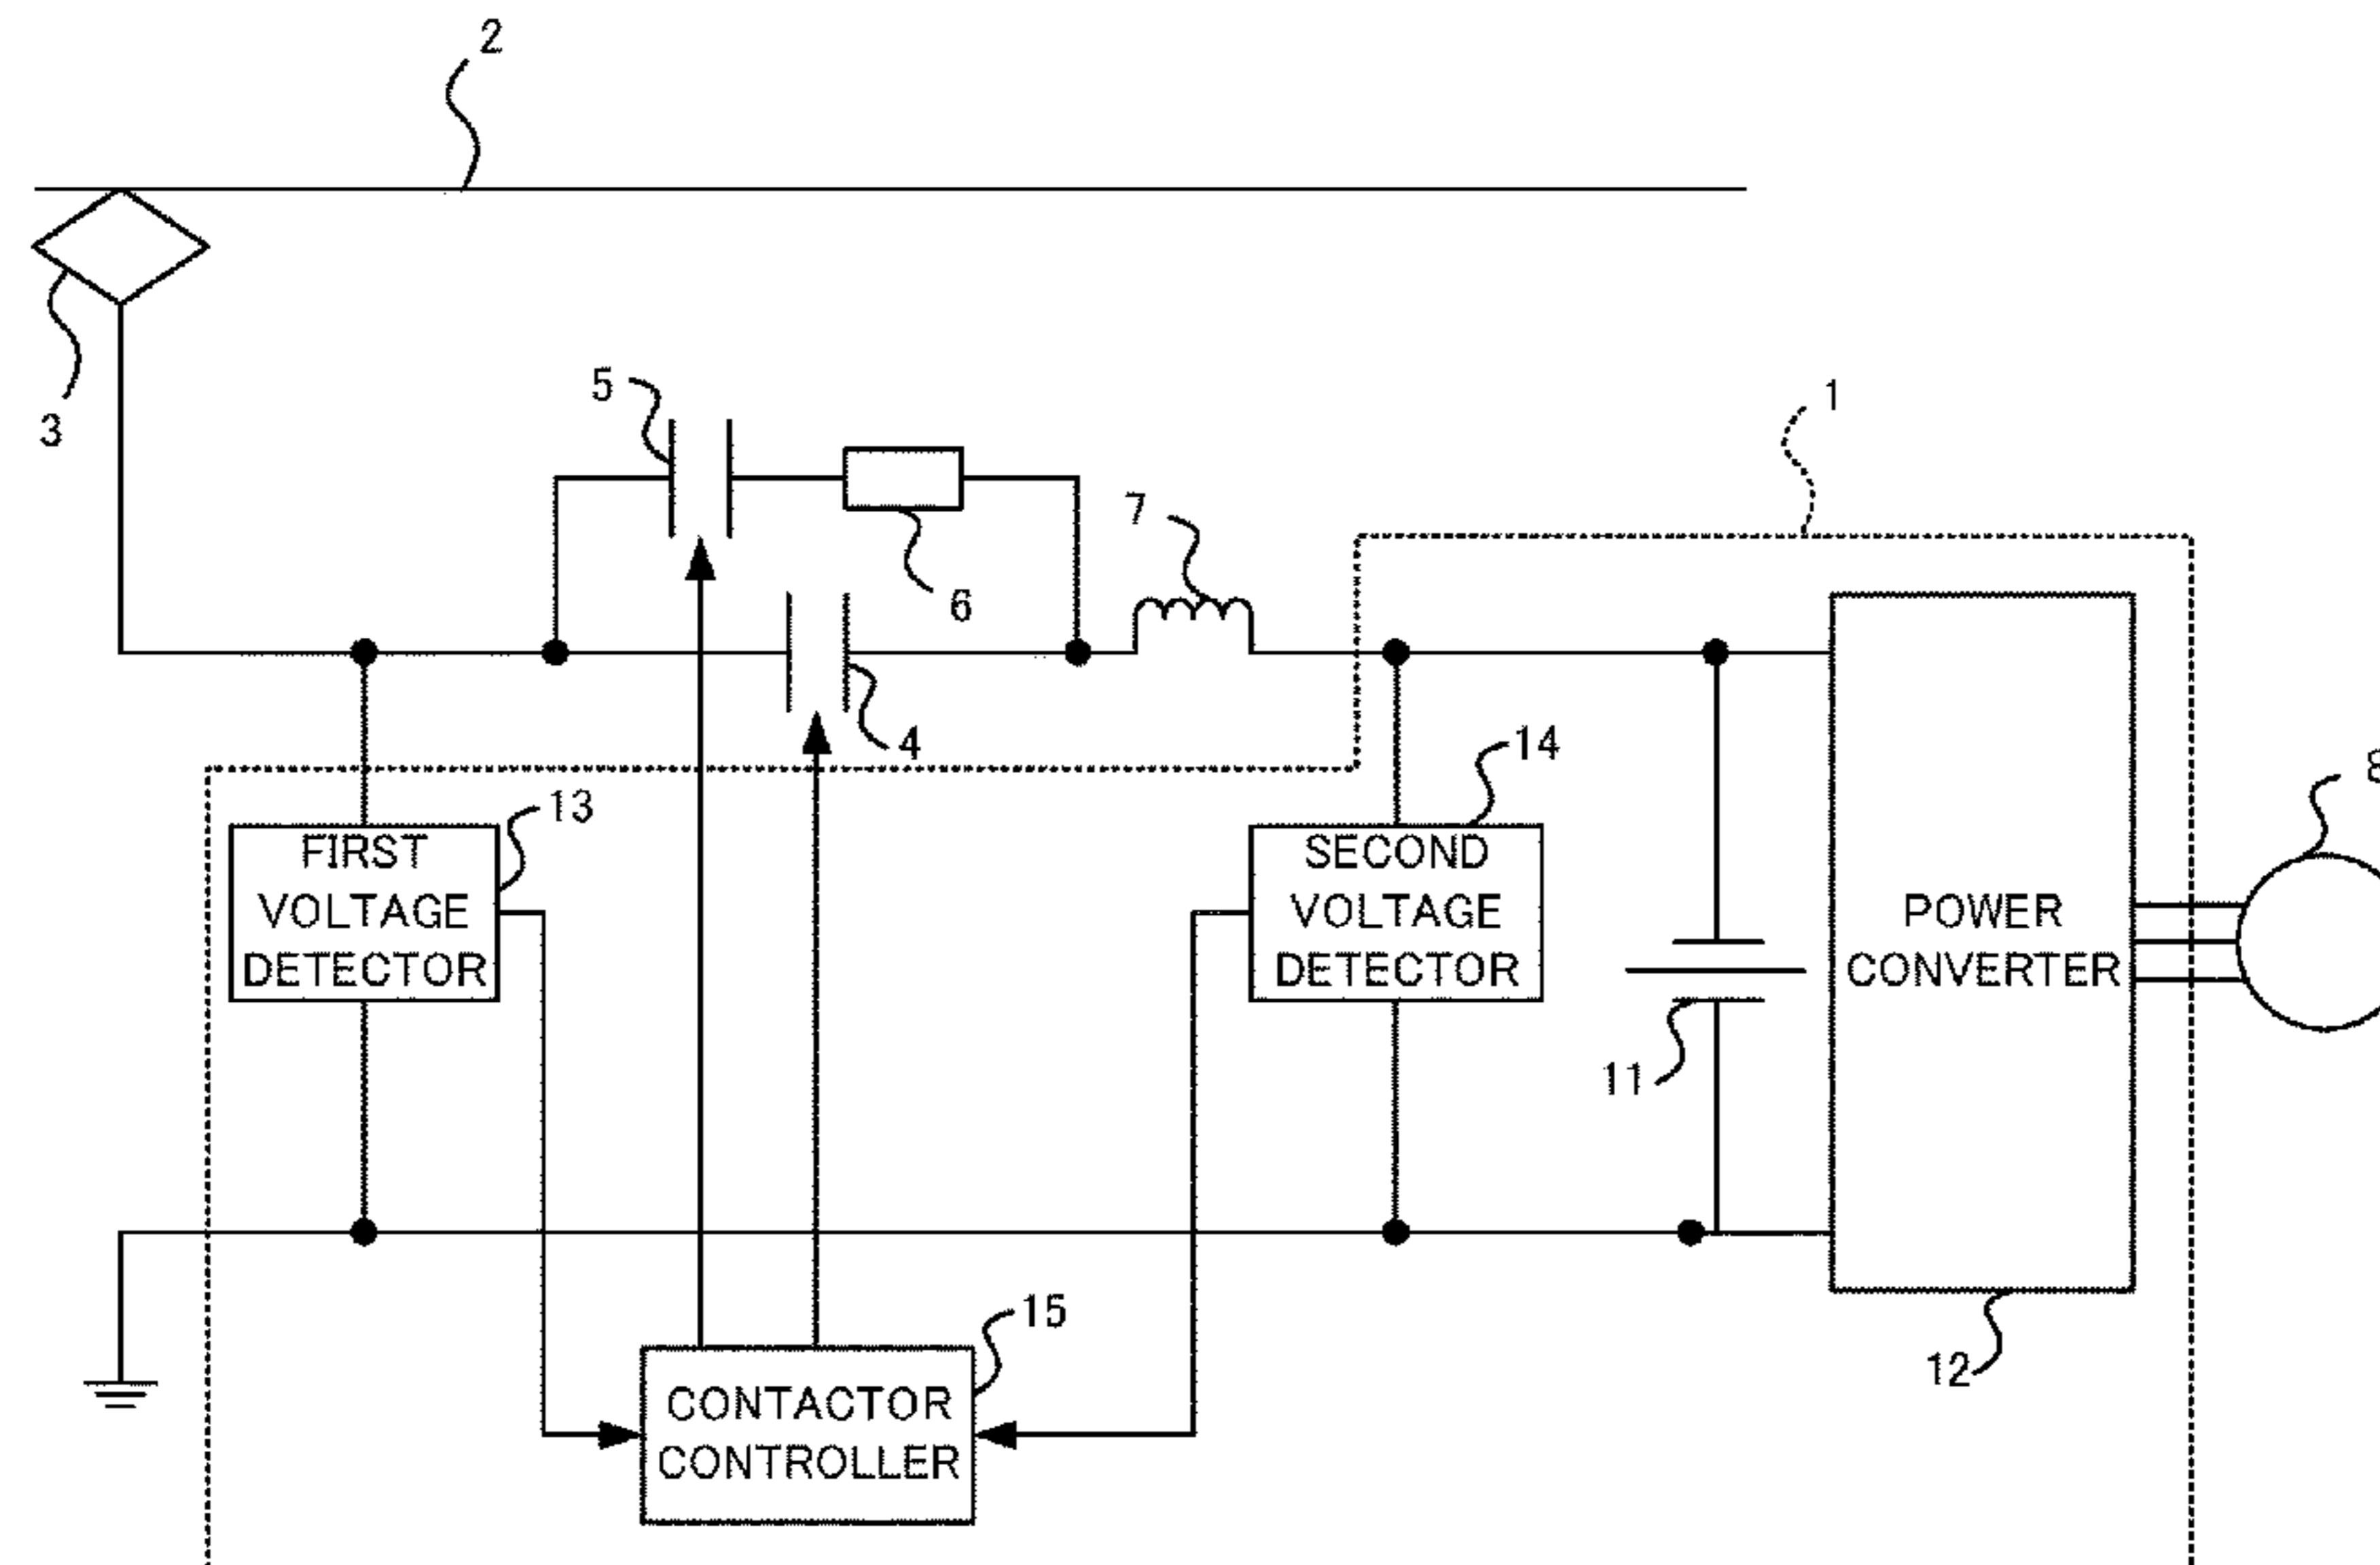 2
3
5
6
7
1
4
14
13
8
FIRST
VOLTAGE
DETECTOR
SECOND
VOLTAGE
DETECTOR
POWER
CONVERTER
11
15
12
CONTACTOR
CONTROLLER